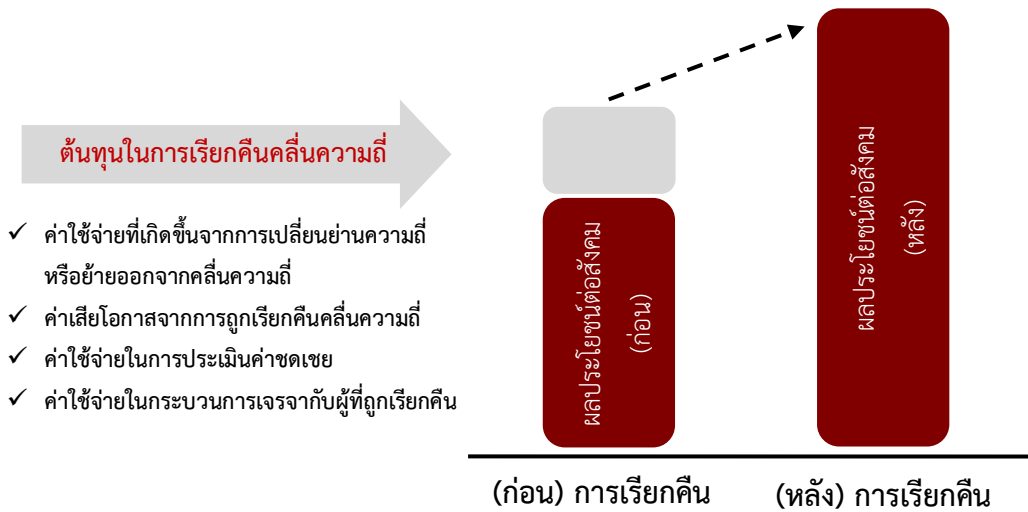 ต้นทุนในการเรียกคืนคลื่นความถี่
✓ ค่าใช้จ่ายที่เกิดขึ้นจากการเปลี่ยนย่านความถี่
หรือย้ายออกจากคลื่นความถี่
✓ ค่าเสียโอกาสจากการถูกเรียกคืนคลื่นความถี่
✓ ค่าใช้จ่ายในการประเมินค่าชดเชย
✓ ค่าใช้จ่ายในกระบวนการเจรจากับผู้ที่ถูกเรียกคืน
ผลประโยชน์ต่อสังคม
(ก่อน)
ผลประโยชน์ต่อสังคม
(หลัง)
(ก่อน) การเรียกคืน
(หลัง) การเรียกคืน